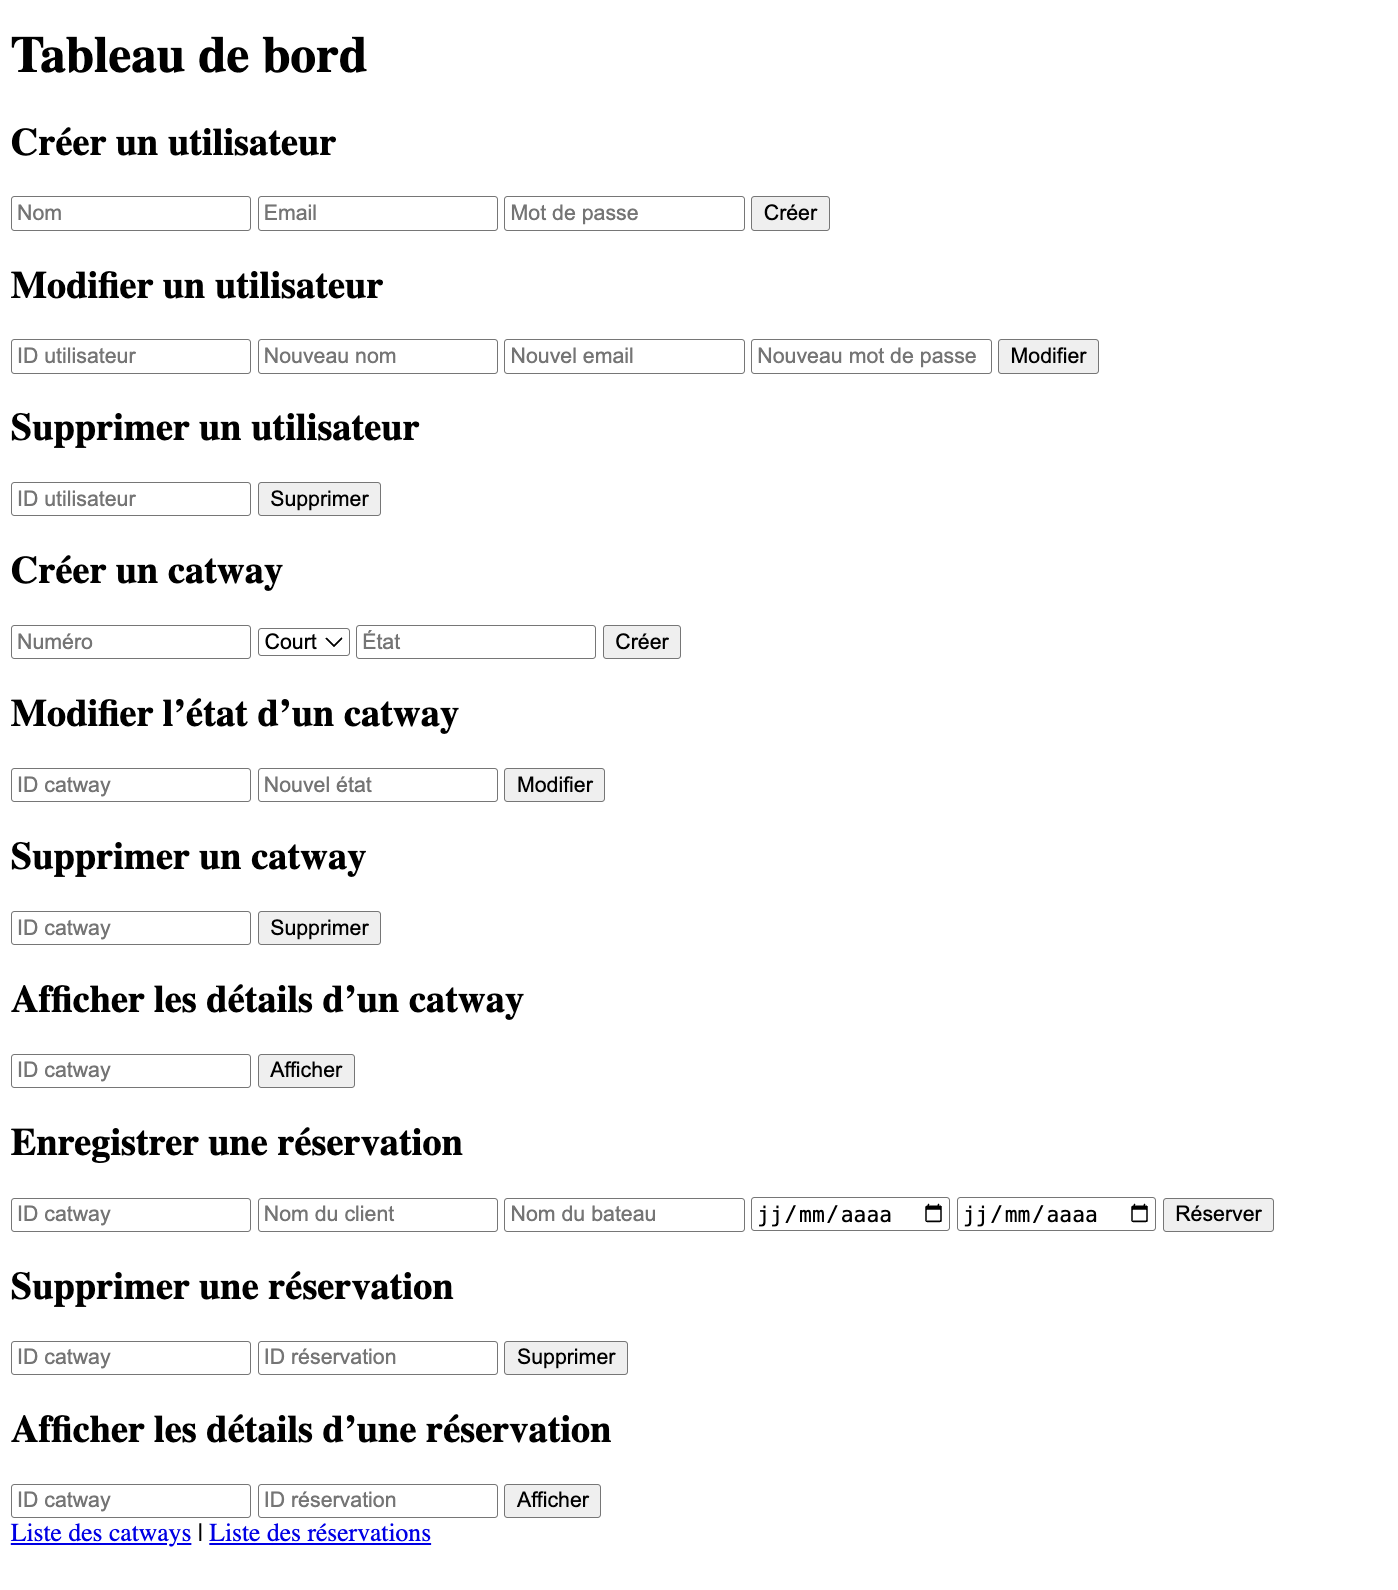 Tableau de bord
Créer un utilisateur
Nom Email Mot de passe Créer
Modifier un utilisateur
ID utilisateur Nouveau nom Nouvel email Nouveau mot de passe Modifier
Supprimer un utilisateur
ID utilisateur Supprimer
Créer un catway
Numéro Court État Créer
Modifier l’état d’un catway
ID catway Nouvel état Modifier
Supprimer un catway
ID catway Supprimer
Afficher les détails d’un catway
ID catway Afficher
Enregistrer une réservation
ID catway Nom du client Nom du bateau jj/mm/aaaa jj/mm/aaaa Réserver
Supprimer une réservation
ID catway ID réservation Supprimer
Afficher les détails d’une réservation
ID catway ID réservation Afficher
Liste des catways | Liste des réservations